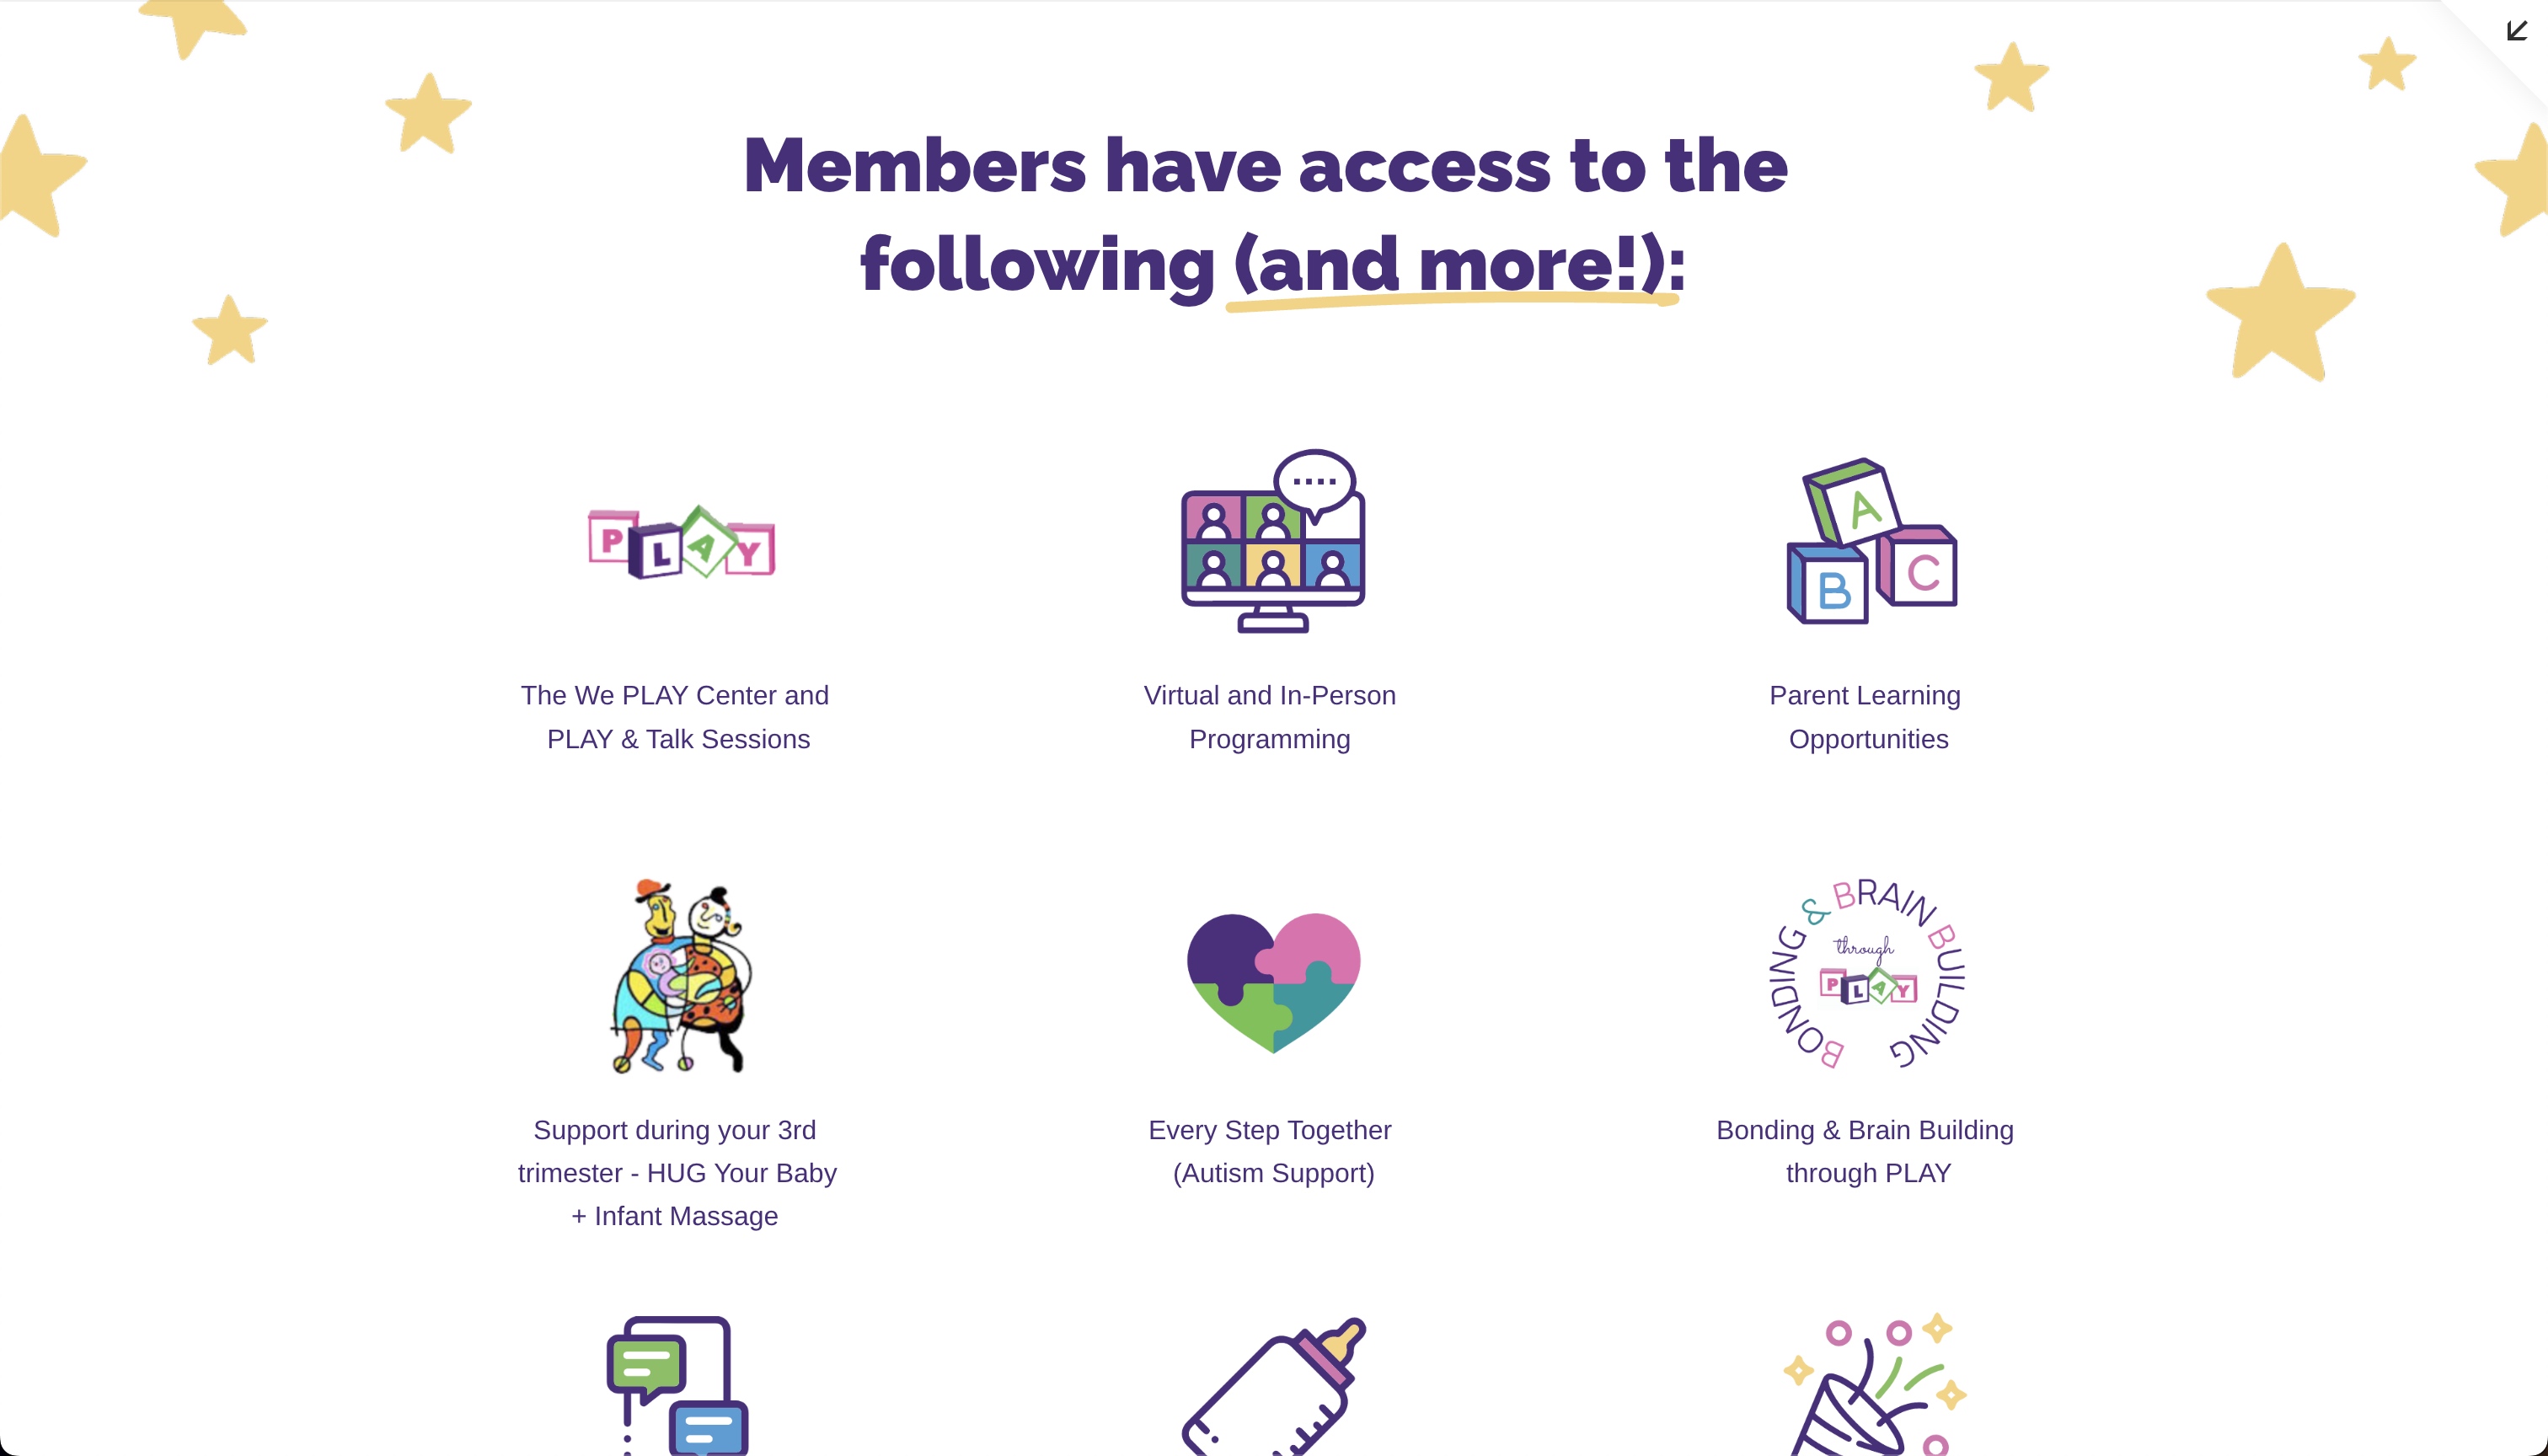 Members have access to the
following (and more!):
PLAY
A
B
C
The We PLAY Center and
PLAY & Talk Sessions
Virtual and In-Person
Programming
Parent Learning
Opportunities
BONDING & BRAIN BUILDING
through
PLAY
Support during your 3rd
trimester - HUG Your Baby
+ Infant Massage
Every Step Together
(Autism Support)
Bonding & Brain Building
through PLAY